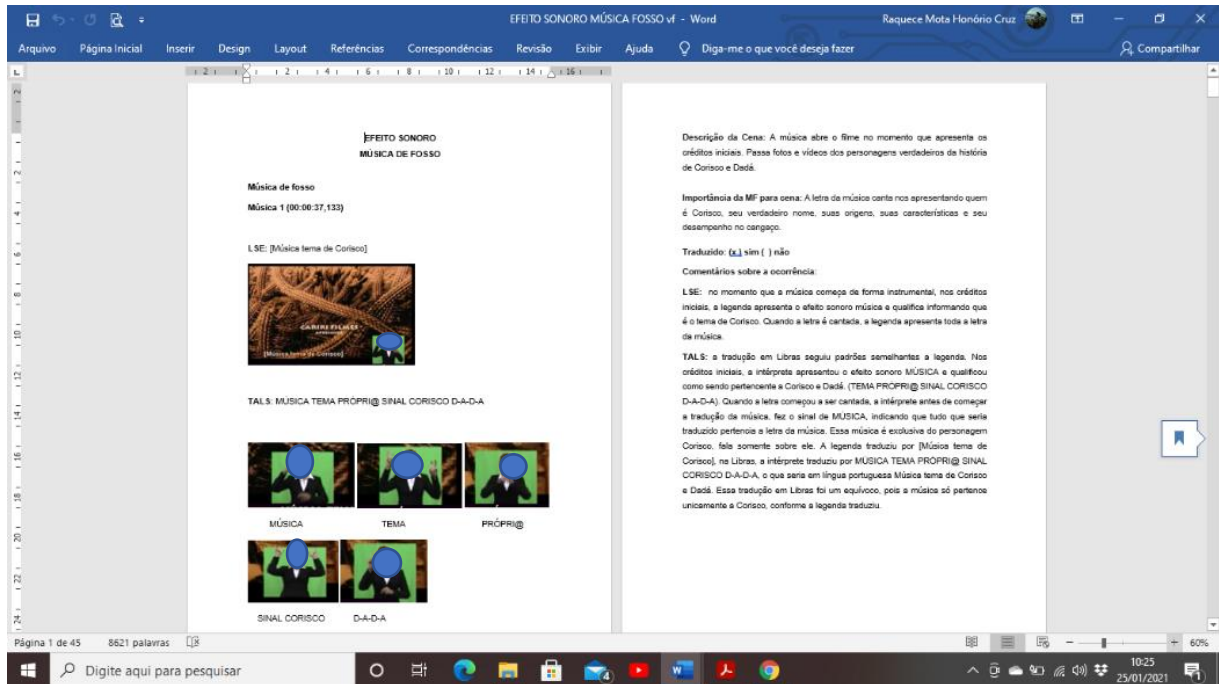 EFEITO SONORO MÚSICA FOSSO vf - Word
Raquece Mota Honório Cruz
Arquivo Página Inicial Inserir Design Layout Referências Correspondências Revisão Exibir Ajuda Diga-me o que você deseja fazer Compartilhar
EFEITO SONORO
MÚSICA DE FOSSO
Música de fosso
Música 1 (00:00:37,133)
LSE: [Música tema de Corisco]
CARIRI FILMES
[Música tema de Corisco]
TALS: MÚSICA TEMA PRÓPRI@ SINAL CORISCO D-A-D-A
MÚSICA TEMA PRÓPRI@
SINAL CORISCO D-A-D-A
Descrição da Cena: A música abre o filme no momento que apresenta os
créditos iniciais. Passa fotos e vídeos dos personagens verdadeiros da história
de Corisco e Dadá.
Importância da MF para cena: A letra da música canta nos apresentando quem
é Corisco, seu verdadeiro nome, suas origens, suas características e seu
desempenho no cangaço.
Traduzido: (x ) sim ( ) não
Comentários sobre a ocorrência:
LSE: no momento que a música começa de forma instrumental, nos créditos
iniciais, a legenda apresenta o efeito sonoro música e qualifica informando que
é o tema de Corisco. Quando a letra é cantada, a legenda apresenta toda a letra
da música.
TALS: a tradução em Libras seguiu padrões semelhantes a legenda. Nos
créditos iniciais, a intérprete apresentou o efeito sonoro MÚSICA e qualificou
como sendo pertencente a Corisco e Dadá. (TEMA PRÓPRI@ SINAL CORISCO
D-A-D-A). Quando a letra começou a ser cantada, a intérprete antes de começar
a tradução da música, fez o sinal de MÚSICA, indicando que tudo que seria
traduzido pertencia a letra da música. Essa música é exclusiva do personagem
Corisco, fala somente sobre ele. A legenda traduziu por [Música tema de
Corisco], na Libras, a intérprete traduziu por MÚSICA TEMA PRÓPRI@ SINAL
CORISCO D-A-D-A, o que seria em língua portuguesa Música tema de Corisco
e Dadá. Essa tradução em Libras foi um equívoco, pois a música só pertence
unicamente a Corisco, conforme a legenda traduziu.
Página 1 de 45 8621 palavras 60%
Digite aqui para pesquisar
10:25
25/01/2021